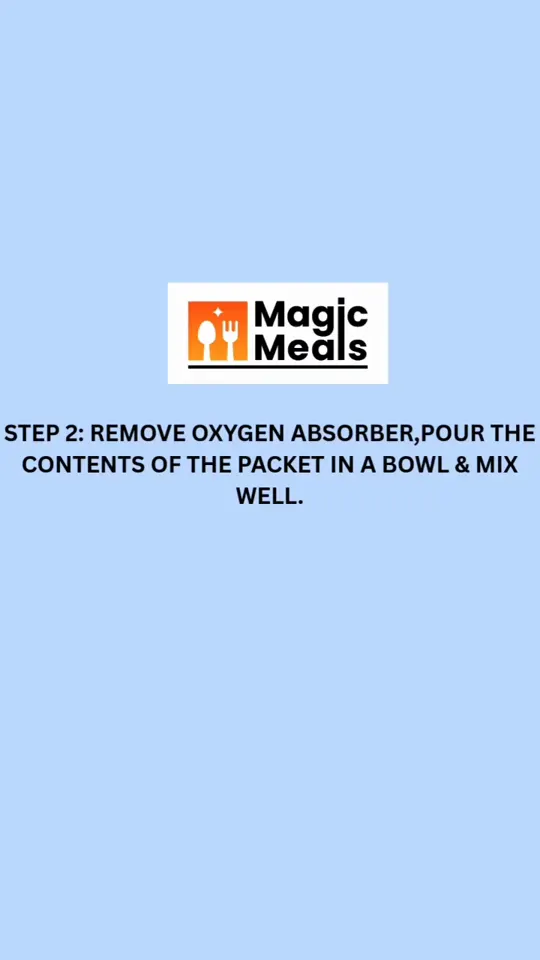 Magic
Meals
STEP 2: REMOVE OXYGEN ABSORBER,POUR THE
CONTENTS OF THE PACKET IN A BOWL & MIX
WELL.